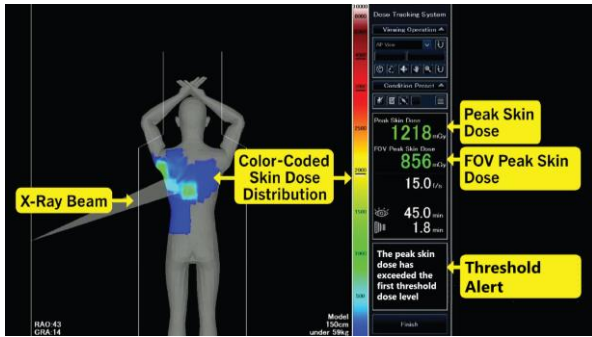 Dose Tracking System
Viewing Operation
AP View
Condition Preset
Peak Skin Dose
1218 mGy
FOV Peak Skin Dose
856 mGy
15.0 f/s
45.0 min
1.8 min
The peak skin
dose has
exceeded the
first threshold
dose level
Finish
Peak Skin
Dose
FOV Peak Skin
Dose
Threshold
Alert
Color-Coded
Skin Dose
Distribution
X-Ray Beam
10000
2500
2000
1500
1000
500
RAO:43
CRA:14
Model
150cm
under 59kg